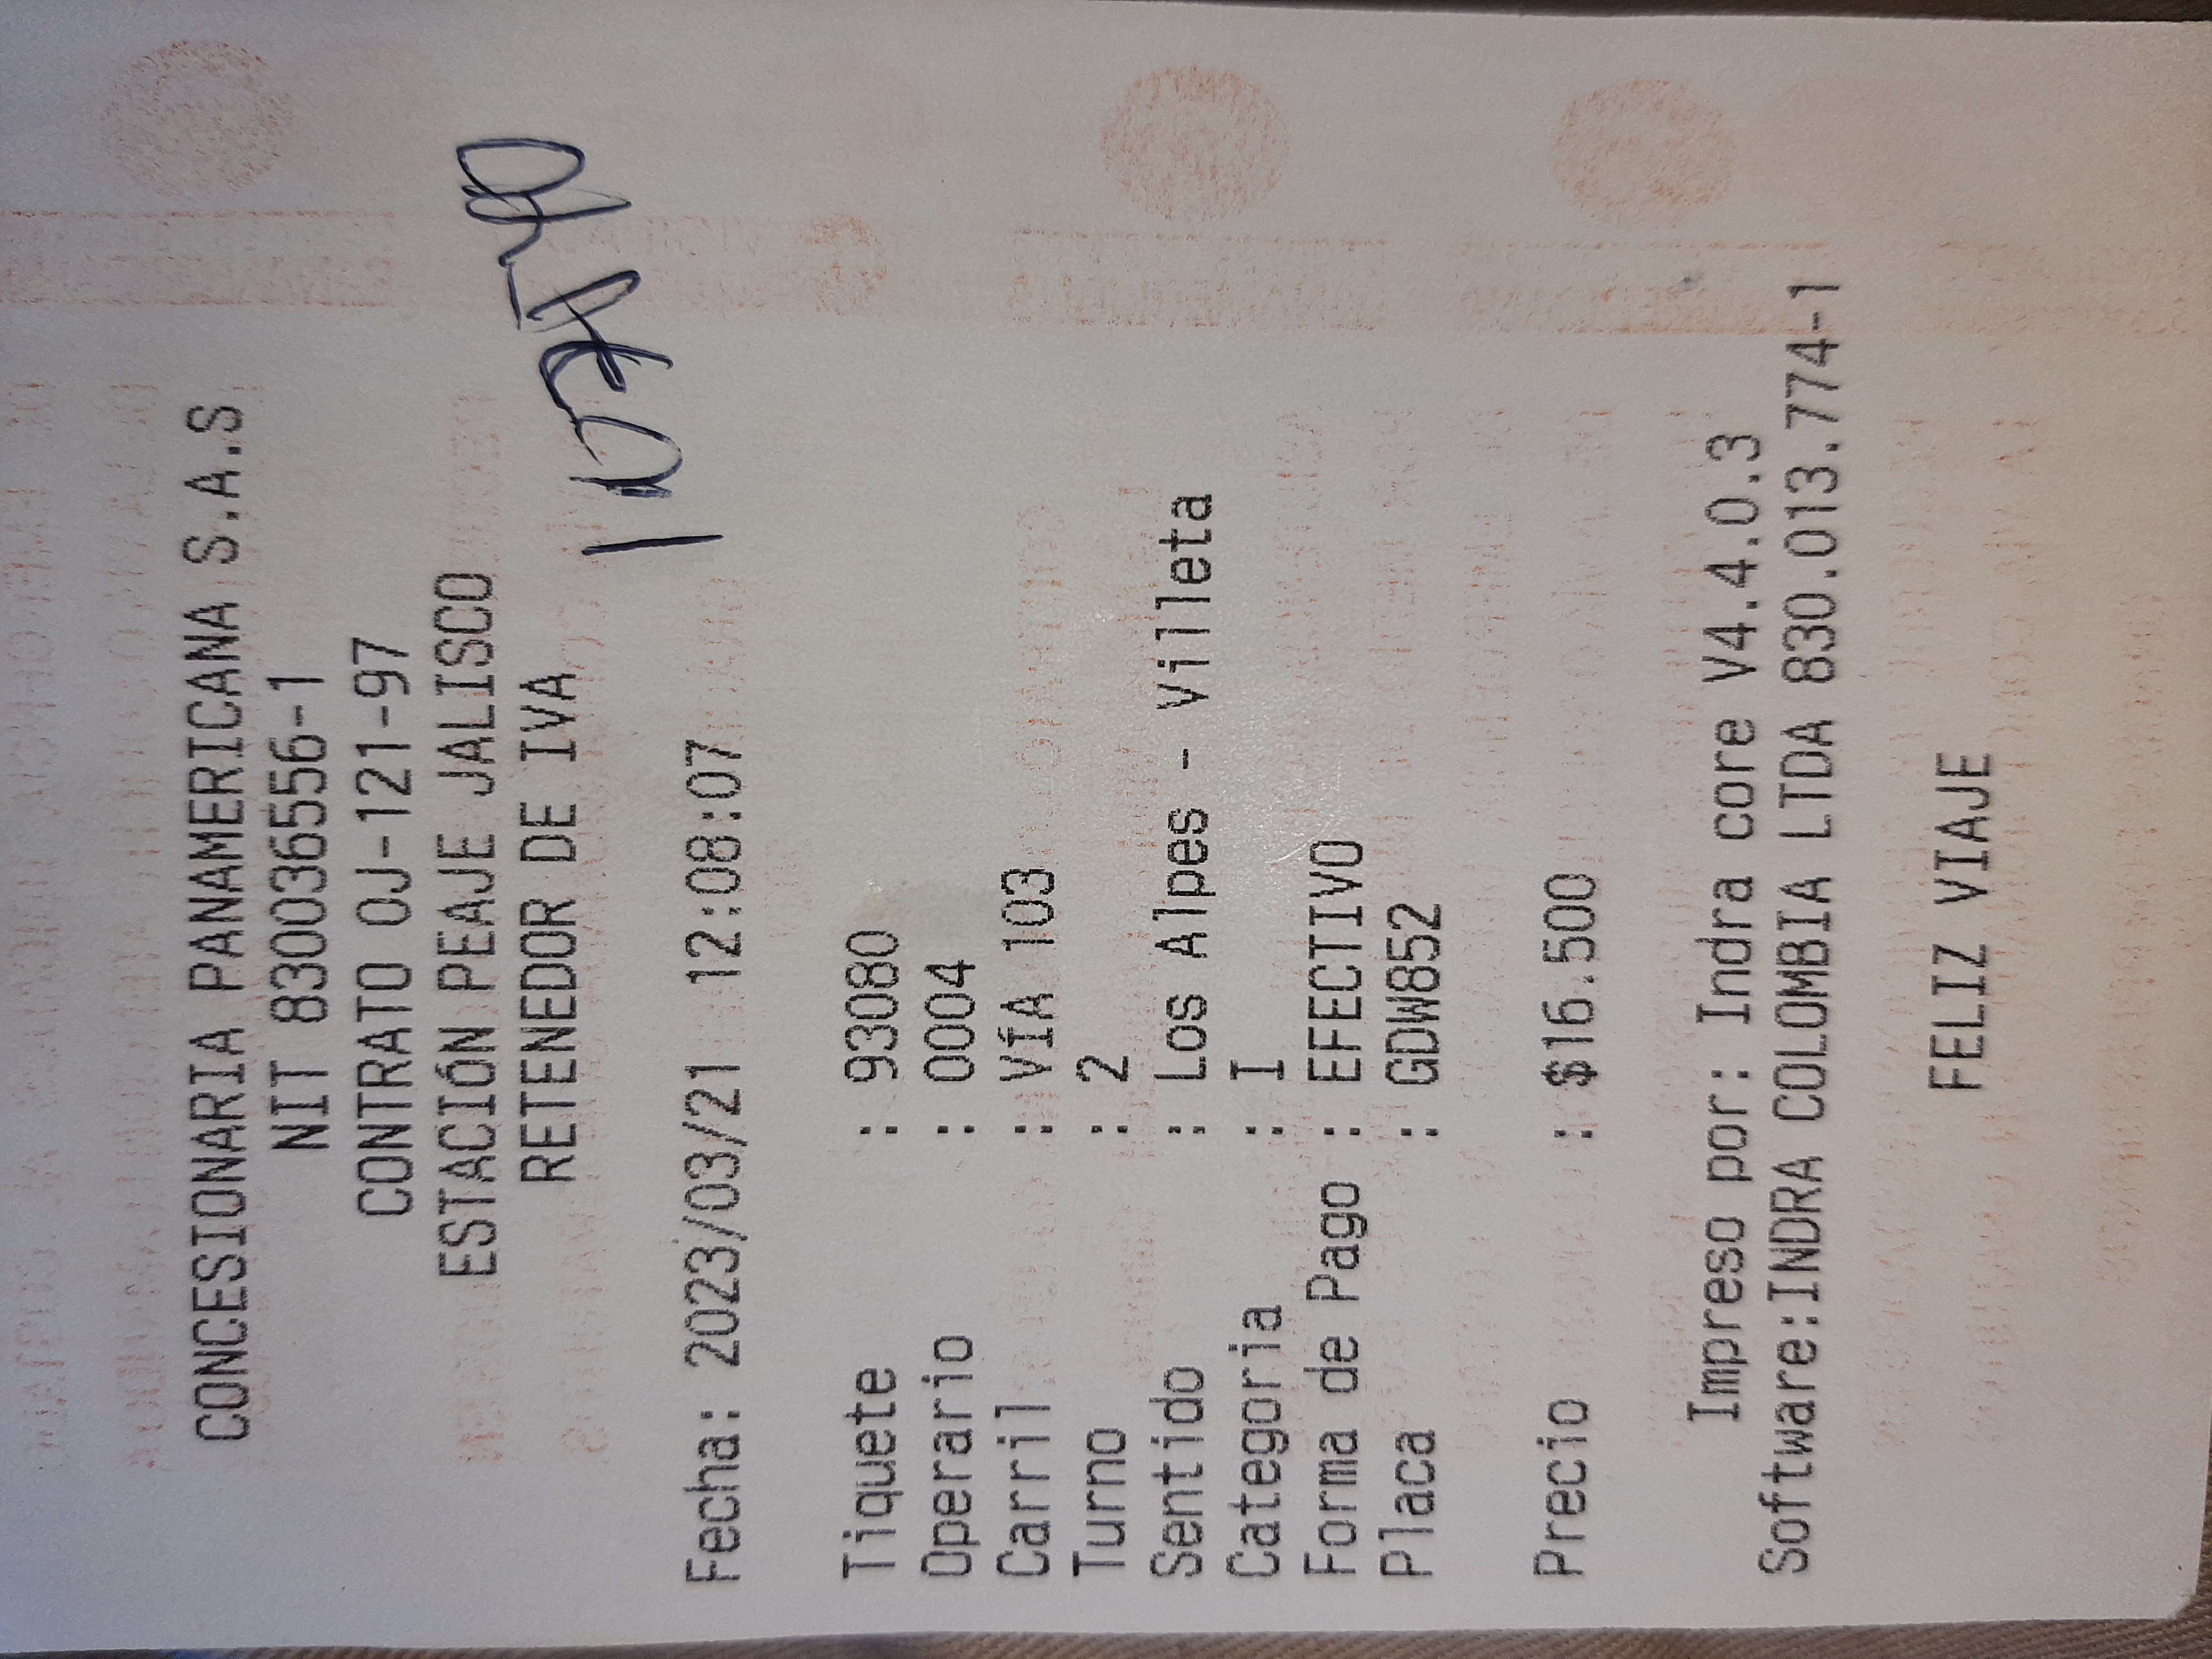 CONCESIONARIA PANAMERICANA S.A.S
NIT 830036556-1
CONTRATO OJ-121-97
ESTACIÓN PEAJE JALISCO
RETENEDOR DE IVA
Fecha: 2023/03/21 12:08:07
Tiquete : 93080
Operario : 0004
Carril : VÍA 103
Turno : 2
Sentido : Los Alpes - Villeta
Categoria : I
Forma de Pago : EFECTIVO
Placa : GDW852
Precio : $16.500
Impreso por: Indra core V4.4.0.3
Software:INDRA COLOMBIA LTDA 830.013.774-1
FELIZ VIAJE